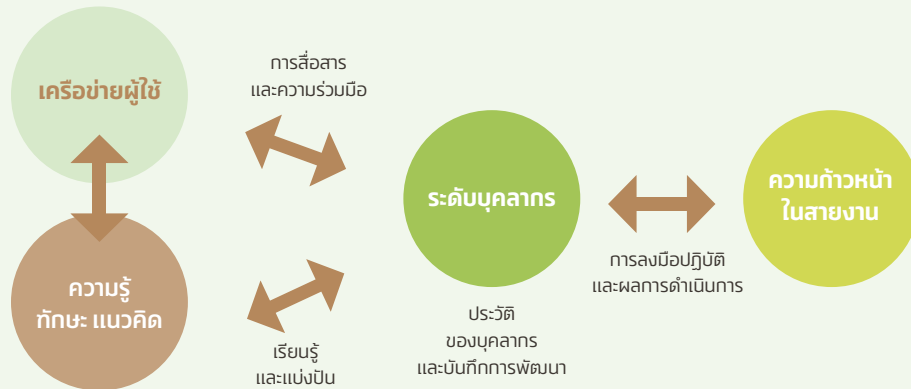 เครือข่ายผู้ใช้
การสื่อสาร
และความร่วมมือ
ระดับบุคลากร
ความก้าวหน้า
ในสายงาน
ความรู้
ทักษะ แนวคิด
เรียนรู้
และแบ่งปัน
ประวัติ
ของบุคลากร
และบันทึกการพัฒนา
การลงมือปฏิบัติ
และผลการดำเนินการ